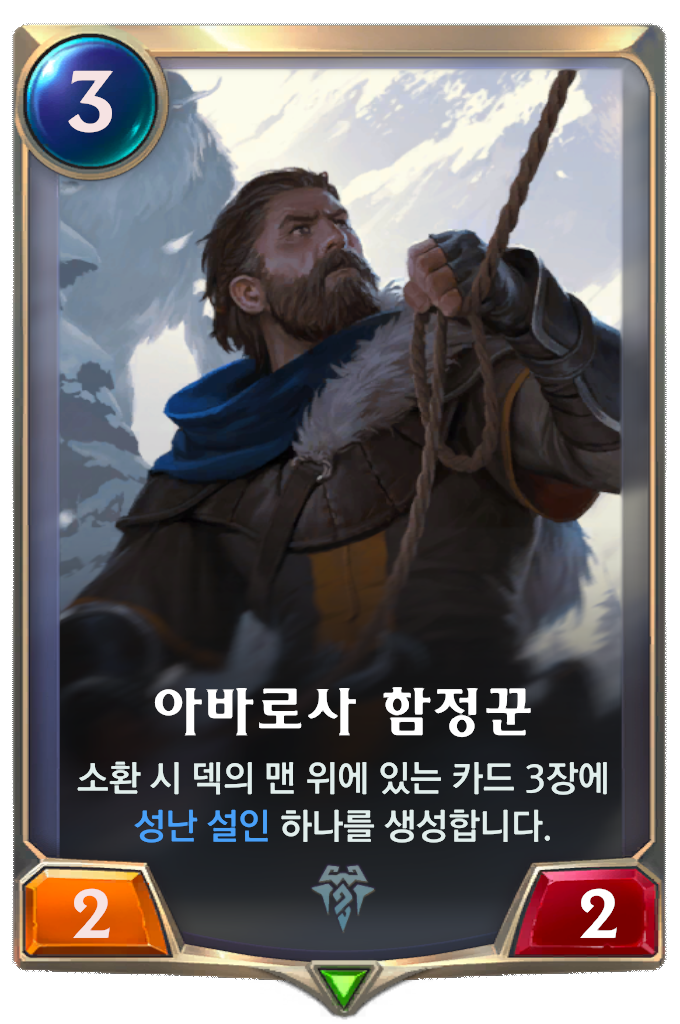 3
아바로사 함정꾼
소환 시 덱의 맨 위에 있는 카드 3장에
성난 설인 하나를 생성합니다.
2
2